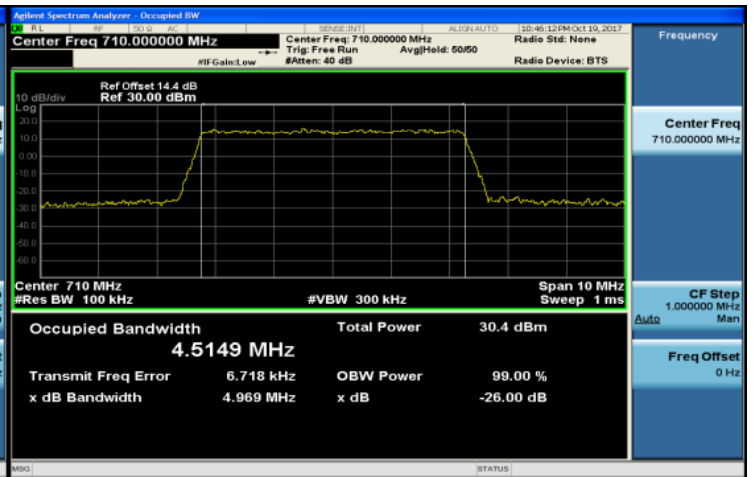 Agilent Spectrum Analyzer - Occupied BW
RL RF 50 Ω AC SENSE:INT ALIGN AUTO 10:46:12 PM Oct 19, 2017
Center Freq 710.000000 MHz Center Freq: 710.000000 MHz Radio Std: None Frequency
Trig: Free Run Avg|Hold: 50/50
#IFGain:Low #Atten: 40 dB Radio Device: BTS
Ref Offset 14.4 dB
10 dB/div Ref 30.00 dBm
Log
20.0
Center Freq
10.0
710.000000 MHz
0.00
-10.0
-20.0
-30.0
-40.0
-50.0
-60.0
Center 710 MHz Span 10 MHz
#Res BW 100 kHz #VBW 300 kHz Sweep 1 ms
CF Step
1.000000 MHz
Auto Man
Occupied Bandwidth Total Power 30.4 dBm
4.5149 MHz
Freq Offset
0 Hz
Transmit Freq Error 6.718 kHz OBW Power 99.00 %
x dB Bandwidth 4.969 MHz x dB -26.00 dB
MSG STATUS